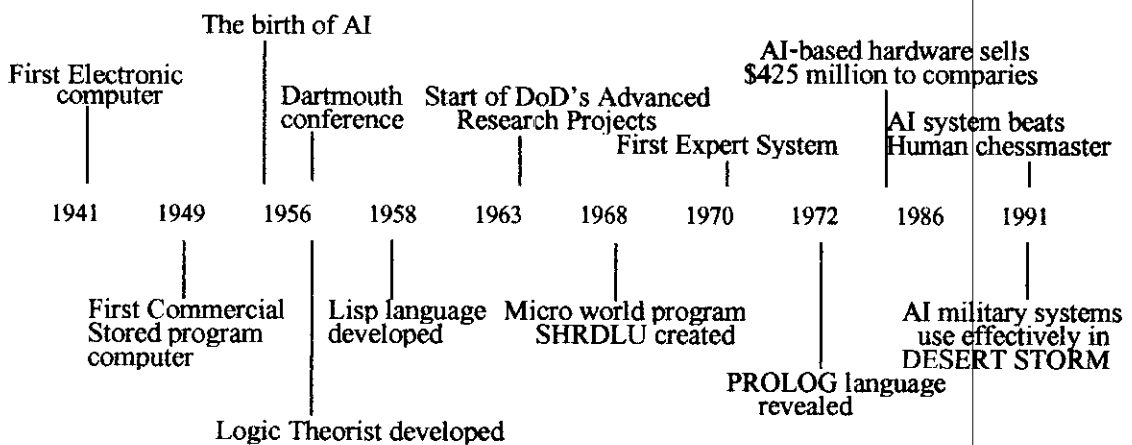 The birth of AI
First Electronic
computer
Dartmouth
conference
Start of DoD's Advanced
Research Projects
First Expert System
AI-based hardware sells
$425 million to comparies
AI system beats
Human chessmaster
1941 1949 1956 1958 1963 1968 1970 1972 1986 1991
First Commercial
Stored program
computer
Lisp language
developed
Micro world program
SHRDLU created
AI military systems
use effectively in
DESERT STORM
PROLOG language
revealed
Logic Theorist developed